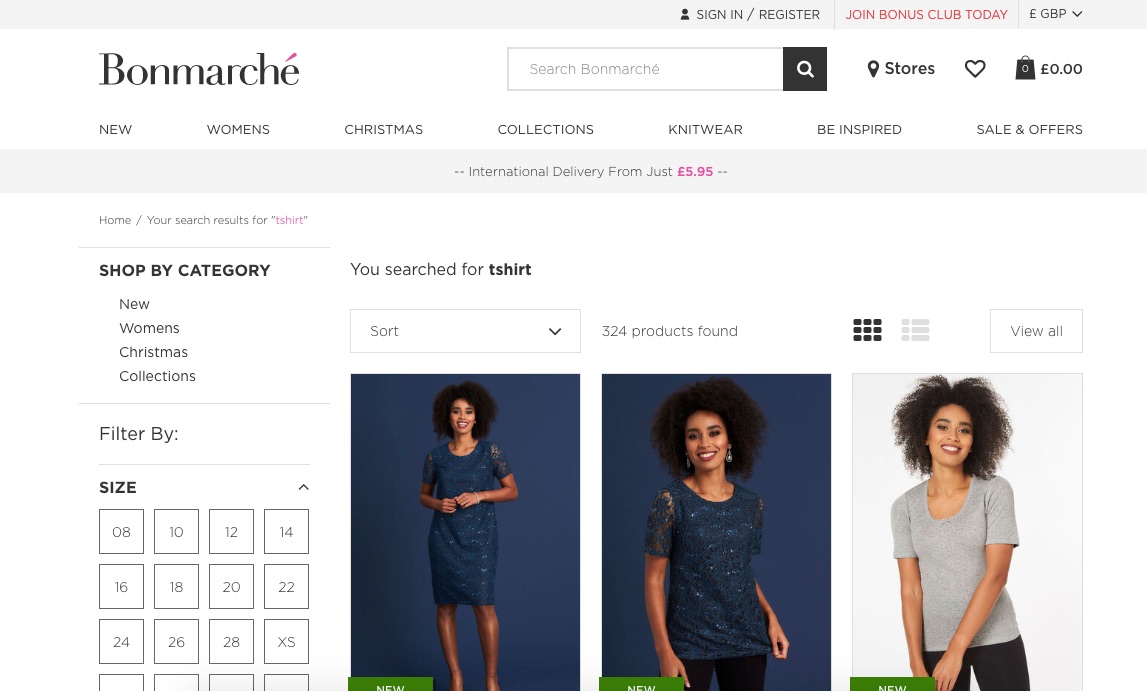 SIGN IN / REGISTER
JOIN BONUS CLUB TODAY
£ GBP
Bonmarché
Search Bonmarché
Stores
0
£0.00
NEW
WOMENS
CHRISTMAS
COLLECTIONS
KNITWEAR
BE INSPIRED
SALE & OFFERS
-- International Delivery From Just £5.95 --
Home / Your search results for "tshirt"
SHOP BY CATEGORY
New
Womens
Christmas
Collections
Filter By:
SIZE
08 10 12 14
16 18 20 22
24 26 28 XS
You searched for tshirt
Sort
324 products found
View all
NEW
NEW
NEW